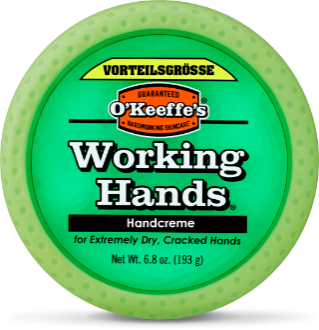 VORTEILSGRÖSSE
GUARANTEED
O'Keeffe's®
HARDWORKING SKINCARE
Working
Hands®
Handcreme
for Extremely Dry, Cracked Hands
Net Wt. 6.8 oz. (193 g)